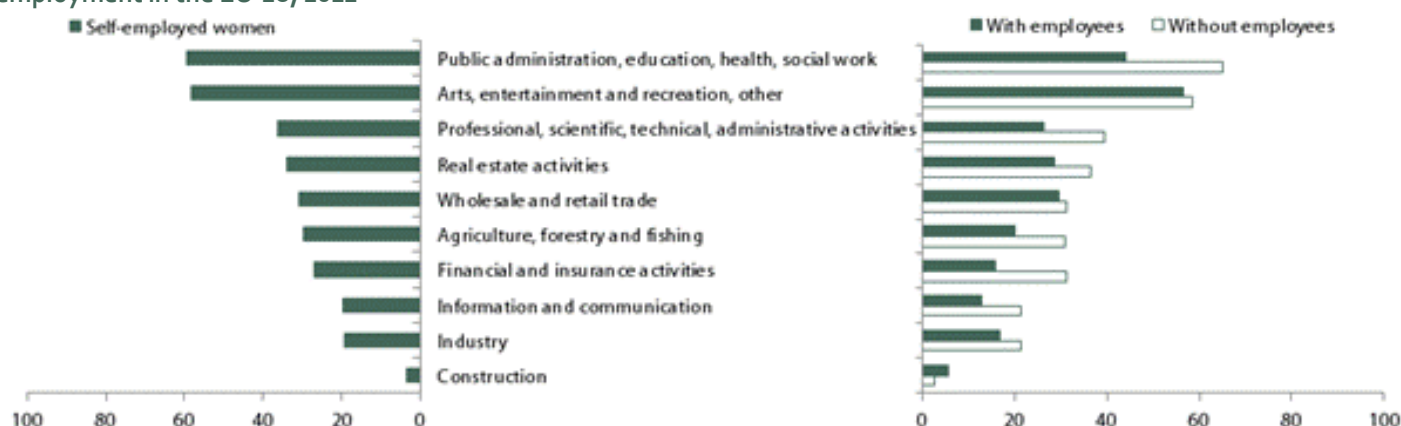 Self-employed women
With employees
Without employees
Public administration, education, health, social work
Arts, entertainment and recreation, other
Professional, scientific, technical, administrative activities
Real estate activities
Wholesale and retail trade
Agriculture, forestry and fishing
Financial and insurance activities
Information and communication
Industry
Construction
100 80 60 40 20 0
0 20 40 60 80 100